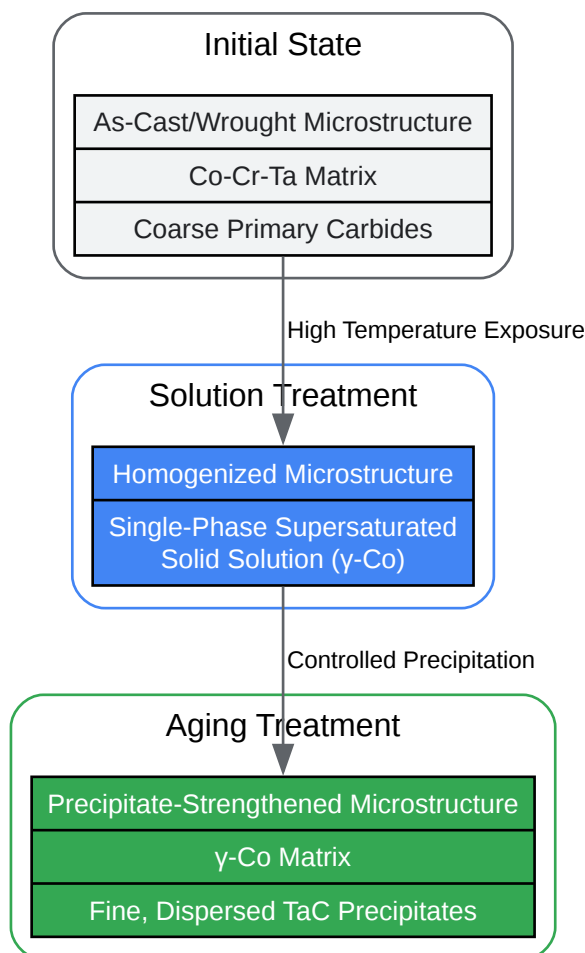 Initial State
As-Cast/Wrought Microstructure
Co-Cr-Ta Matrix
Coarse Primary Carbides
High Temperature Exposure
Solution Treatment
Homogenized Microstructure
Single-Phase Supersaturated
Solid Solution (γ-Co)
Controlled Precipitation
Aging Treatment
Precipitate-Strengthened Microstructure
γ-Co Matrix
Fine, Dispersed TaC Precipitates